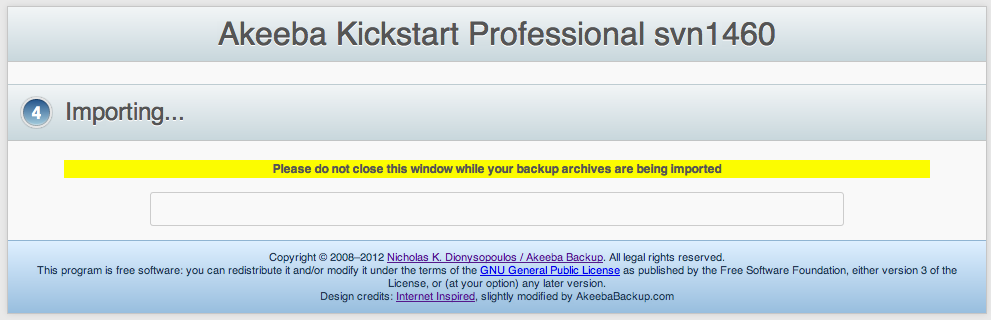 Akeeba Kickstart Professional svn1460
4 Importing...
Please do not close this window while your backup archives are being imported
Copyright © 2008–2012 Nicholas K. Dionysopoulos / Akeeba Backup. All legal rights reserved.
This program is free software: you can redistribute it and/or modify it under the terms of the GNU General Public License as published by the Free Software Foundation, either version 3 of the
License, or (at your option) any later version.
Design credits: Internet Inspired, slightly modified by AkeebaBackup.com